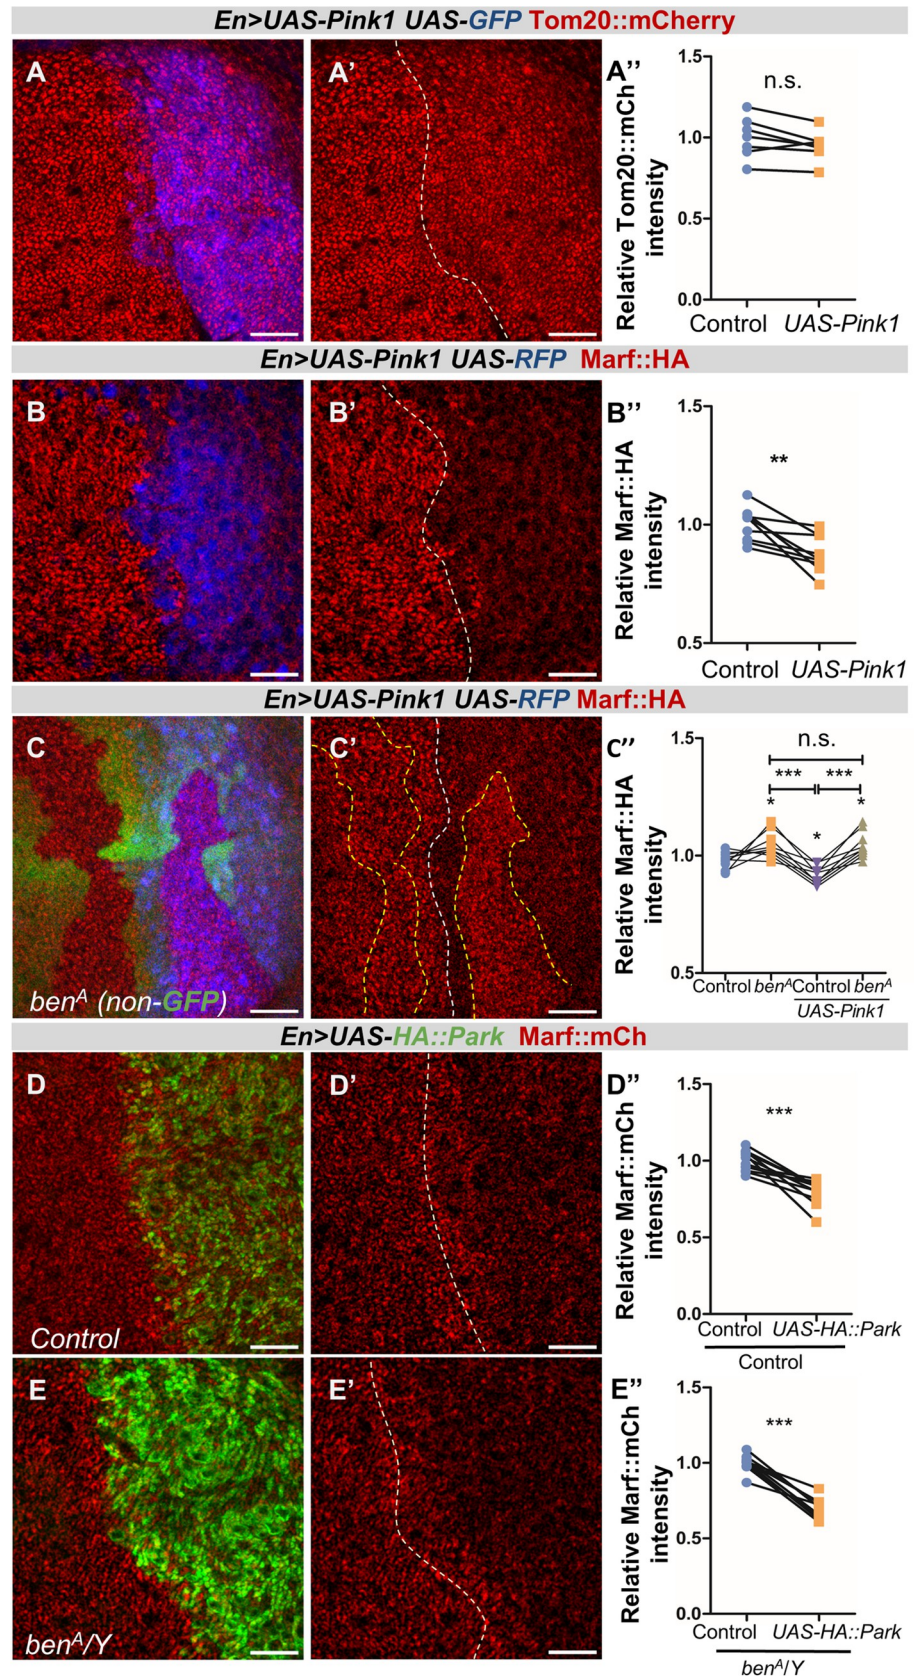 En>UAS-Pink1 UAS-GFP Tom20::mCherry
A
A'
A''
Relative Tom20::mCh
intensity
1.5
n.s.
1.0
0.5
0.0
Control UAS-Pink1
En>UAS-Pink1 UAS-RFP Marf::HA
B
B'
B''
Relative Marf::HA
intensity
1.5
**
1.0
0.5
Control UAS-Pink1
En>UAS-Pink1 UAS-RFP Marf::HA
C
benA (non-GFP)
C'
C''
Relative Marf::HA
intensity
1.5
n.s.
*** ***
* * *
1.0
0.5
Control benA Control benA
UAS-Pink1
En>UAS-HA::Park Marf::mCh
D
Control
D'
D''
Relative Marf::mCh
intensity
1.5
***
1.0
0.5
0.0
Control UAS-HA::Park
Control
E
benA/Y
E'
E''
Relative Marf::mCh
intensity
1.5
***
1.0
0.5
0.0
Control UAS-HA::Park
benA/Y